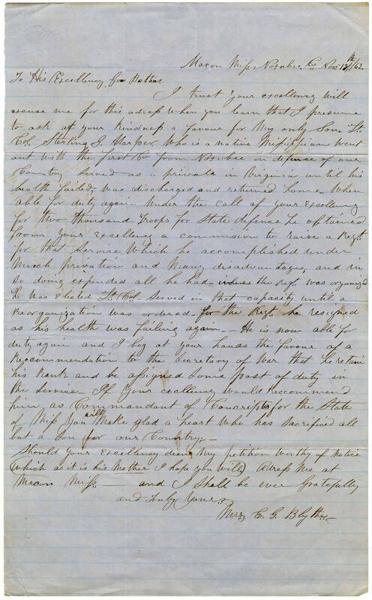 Macon Miss Noxubee Co Dec 12th/62
To His Excellency Gov Pettus
I trust your excellency will
excuse me for this adress when you learn that I presume
to ask of your kindness a favour for My only Son Lt
Col Sterling J. Harper who is a native Mississippian went
out with the first Co from Noxubee in defense of our
Country served as a private in Virginia until his
health failed, was discharged and returned home. When
able for duty again under the call of your Excellency
for two thousand troops for State defense he obtained
from your Excellency a commission to raise a Regt
for that service which he accomplished under
Much privation and Many disadvantages, and in
so doing expended all he had, when the Regt was organized
he was elected Lt Col served in that capacity until a
reorganization was ordered for the Regt he resigned
as his health was failing again — He is now able for
duty again and I beg at your hands the favor of a
Recommendation to the Secretary of War that he retain
his rank and be assigned some post of duty in
the service If your excellency would recommend
him as Commandant of Conscripts for the State
of Miss you will Make glad a heart who has sacrificed all
but a Son for our Country —
Should your Excellency deem My petition worthy of notice
(which as it is his Mother I hope you will) Adress Me at
Macon Miss — and I shall be ever gratefully
and truly yours
Mrs E. G. Blythe